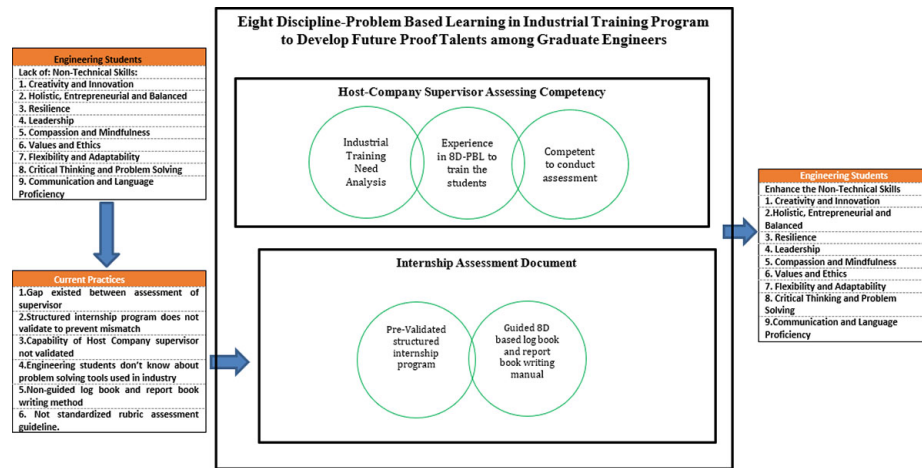 Eight Discipline-Problem Based Learning in Industrial Training Program
to Develop Future Proof Talents among Graduate Engineers
Engineering Students
Lack of: Non-Technical Skills:
1. Creativity and Innovation
2. Holistic, Entrepreneurial and Balanced
3. Resilience
4. Leadership
5. Compassion and Mindfulness
6. Values and Ethics
7. Flexibility and Adaptability
8. Critical Thinking and Problem Solving
9. Communication and Language
Proficiency
Current Practices
1.Gap existed between assessment of
supervisor
2.Structured internship program does not
validate to prevent mismatch
3.Capability of Host Company supervisor
not validated
4.Engineering students don't know about
problem solving tools used in industry
5.Non-guided log book and report book
writing method
6. Not standardized rubric assessment
guideline.
Host-Company Supervisor Assessing Competency
Industrial
Training
Need
Analysis
Experience
in 8D-PBL to
train the
students
Competent
to conduct
assessment
Internship Assessment Document
Pre-Validated
structured
internship
program
Guided 8D
based log book
and report
book writing
manual
Engineering Students
Enhance the Non-Technical Skills
1. Creativity and Innovation
2.Holistic, Entrepreneurial and
Balanced
3. Resilience
4. Leadership
5. Compassion and Mindfulness
6. Values and Ethics
7. Flexibility and Adaptability
8. Critical Thinking and Problem
Solving
9.Communication and Language
Proficiency